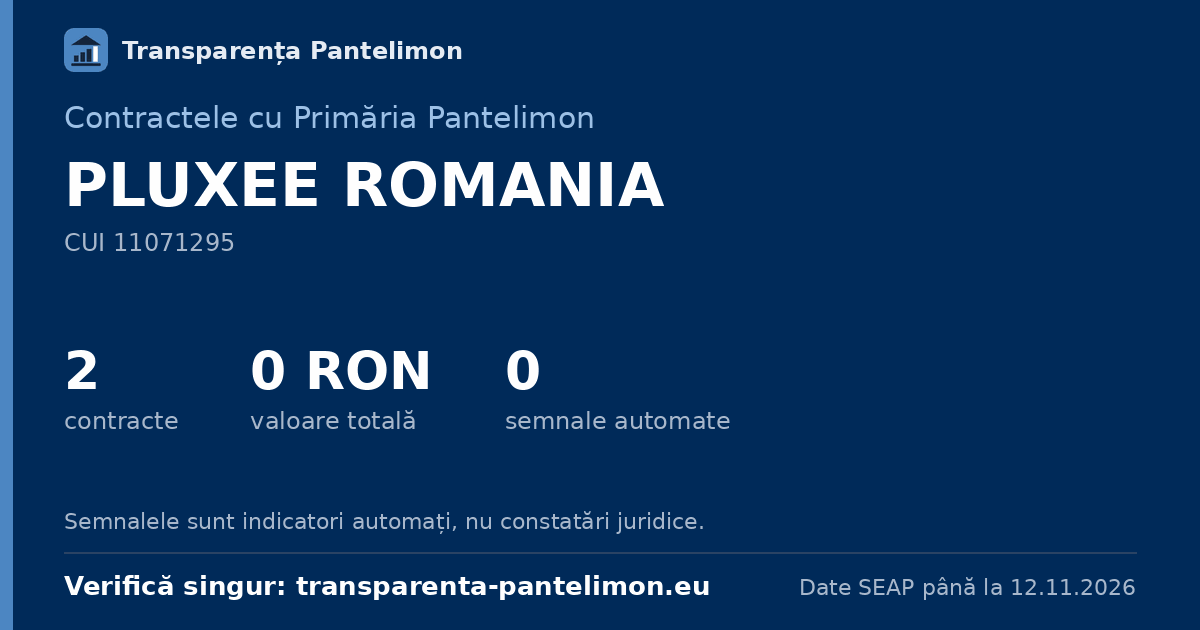 Transparența Pantelimon
Contractele cu Primăria Pantelimon
PLUXEE ROMANIA
CUI 11071295
2
contracte
0 RON
valoare totală
0
semnale automate
Semnalele sunt indicatori automați, nu constatări juridice.
Verifică singur: transparenta-pantelimon.eu
Date SEAP până la 12.11.2026